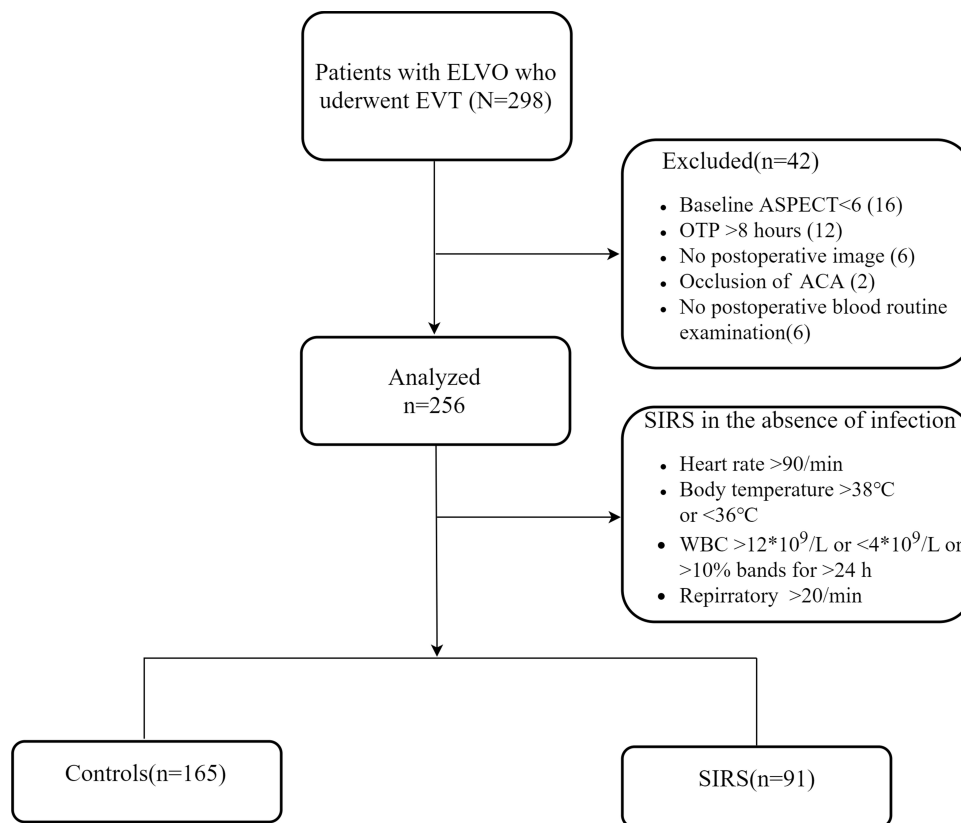 Patients with ELVO who
uderwent EVT (N=298)
Excluded(n=42)
• Baseline ASPECT<6 (16)
• OTP >8 hours (12)
• No postoperative image (6)
• Occlusion of ACA (2)
• No postoperative blood routine
examination(6)
Analyzed
n=256
SIRS in the absence of infection
• Heart rate >90/min
• Body temperature >38℃
or <36℃
• WBC >12*10⁹/L or <4*10⁹/L or
>10% bands for >24 h
• Repirratory >20/min
Controls(n=165)
SIRS(n=91)